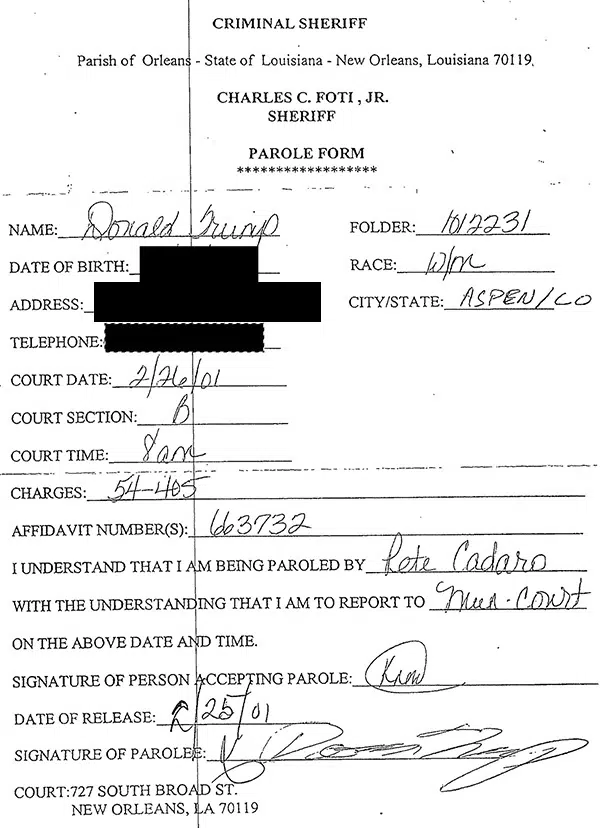 CRIMINAL SHERIFF
Parish of Orleans - State of Louisiana - New Orleans, Louisiana 70119
CHARLES C. FOTI , JR.
SHERIFF
PAROLE FORM
******************
NAME: Donald Trump FOLDER: 1012231
DATE OF BIRTH: RACE: W/M
ADDRESS: CITY/STATE: ASPEN/CO
TELEPHONE:
COURT DATE: 2/26/01
COURT SECTION: B
COURT TIME: 8am
CHARGES: 54-405
AFFIDAVIT NUMBER(S): 663732
I UNDERSTAND THAT I AM BEING PAROLED BY Pete Cadaro
WITH THE UNDERSTANDING THAT I AM TO REPORT TO Mun-Court
ON THE ABOVE DATE AND TIME.
SIGNATURE OF PERSON ACCEPTING PAROLE:
DATE OF RELEASE: 2/25/01
SIGNATURE OF PAROLEE:
COURT:727 SOUTH BROAD ST.
NEW ORLEANS, LA 70119